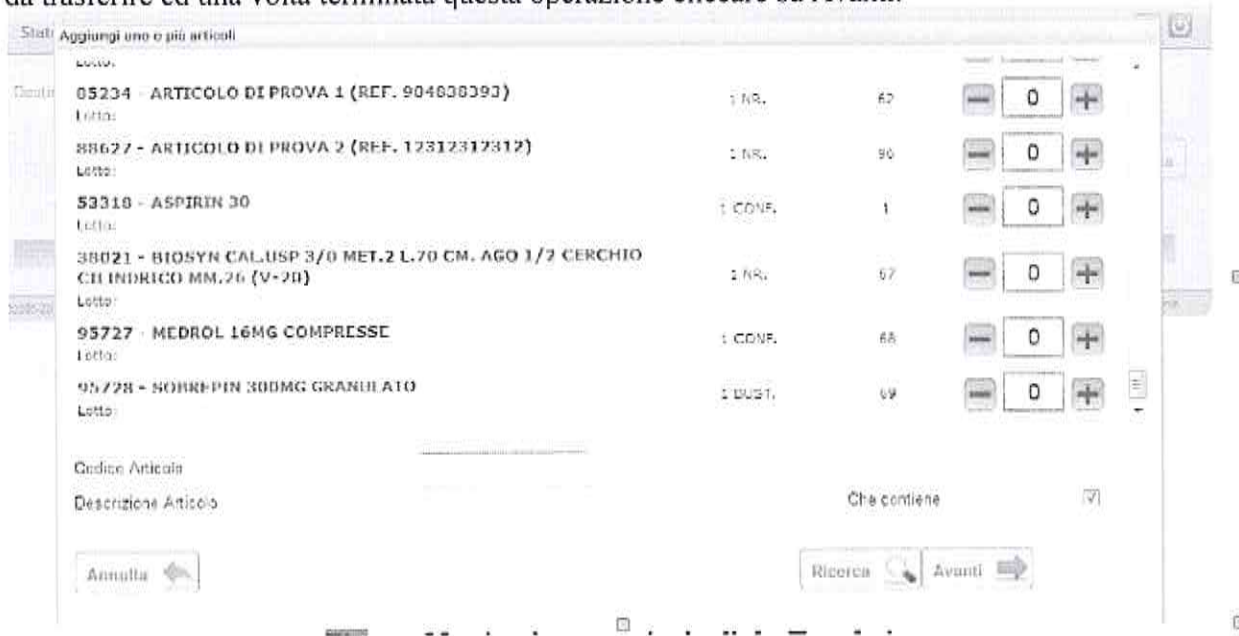 da trasferire ed una volta terminata questa operazione cliccare su Avanti.
Aggiungi uno o più articoli
Lotto:
05234 - ARTICOLO DI PROVA 1 (REF. 904838393) 1 NR. 62 0
Lotto:
88627 - ARTICOLO DI PROVA 2 (REF. 12312312312) 1 NR. 96 0
Lotto:
53318 - ASPIRIN 30 1 CONF. 1 0
Lotto:
38021 - BIOSYN CAL.USP 3/0 MET.2 L.70 CM. AGO 1/2 CERCHIO
CILINDRICO MM.26 (V-20) 1 NR. 67 0
Lotto:
95727 - MEDROL 16MG COMPRESSE 1 CONF. 68 0
Lotto:
95728 - SOBREPIN 300MG GRANULATO 1 BUST. 69 0
Lotto:
Codice Articolo
Descrizione Articolo Che contiene
Annulla Ricerca Avanti